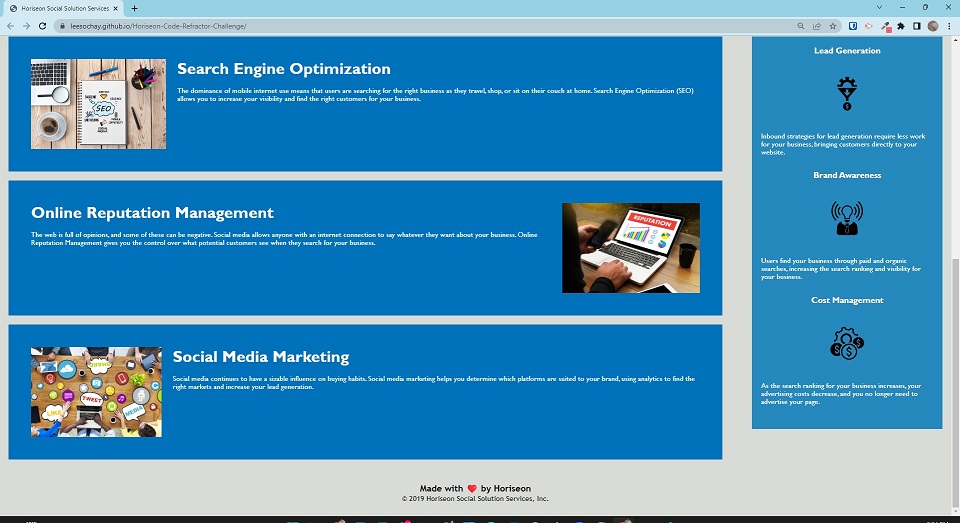 Horiseon Social Solution Services
leesochay.github.io/Horiseon-Code-Refractor-Challenge/
Search Engine Optimization
The dominance of mobile internet use means that users are searching for the right business as they travel, shop, or sit on their couch at home. Search Engine Optimization (SEO)
allows you to increase your visibility and find the right customers for your business.
SEO
Online Reputation Management
The web is full of opinions, and some of these can be negative. Social media allows anyone with an internet connection to say whatever they want about your business. Online
Reputation Management gives you the control over what potential customers see when they search for your business.
REPUTATION
Social Media Marketing
Social media continues to have a sizable influence on buying habits. Social media marketing helps you determine which platforms are suited to your brand, using analytics to find the
right markets and increase your lead generation.
SHARE
TWEET
LIKE
MEDIA
Lead Generation
Inbound strategies for lead generation require less work
for your business, bringing customers directly to your
website.
Brand Awareness
Users find your business through paid and organic
searches, increasing the search ranking and visibility for
your business.
Cost Management
As the search ranking for your business increases, your
advertising costs decrease, and you no longer need to
advertise your page.
Made with ❤️ by Horiseon
© 2019 Horiseon Social Solution Services, Inc.